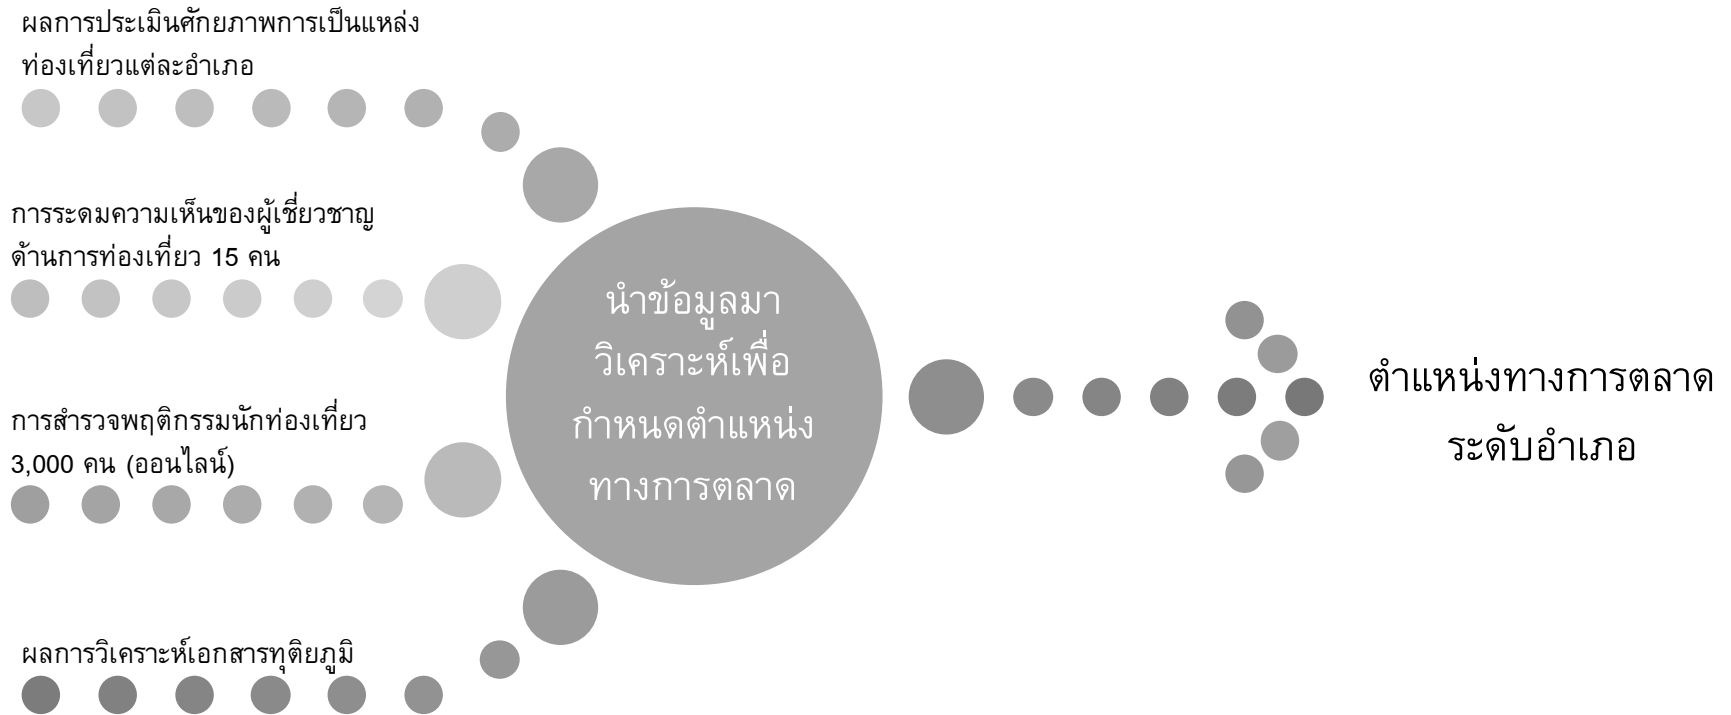 ผลการประเมินศักยภาพการเป็นแหล่ง
ท่องเที่ยวแต่ละอำเภอ
การระดมความเห็นของผู้เชี่ยวชาญ
ด้านการท่องเที่ยว 15 คน
การสำรวจพฤติกรรมนักท่องเที่ยว
3,000 คน (ออนไลน์)
ผลการวิเคราะห์เอกสารทุติยภูมิ
นำข้อมูลมา
วิเคราะห์เพื่อ
กำหนดตำแหน่ง
ทางการตลาด
ตำแหน่งทางการตลาด
ระดับอำเภอ